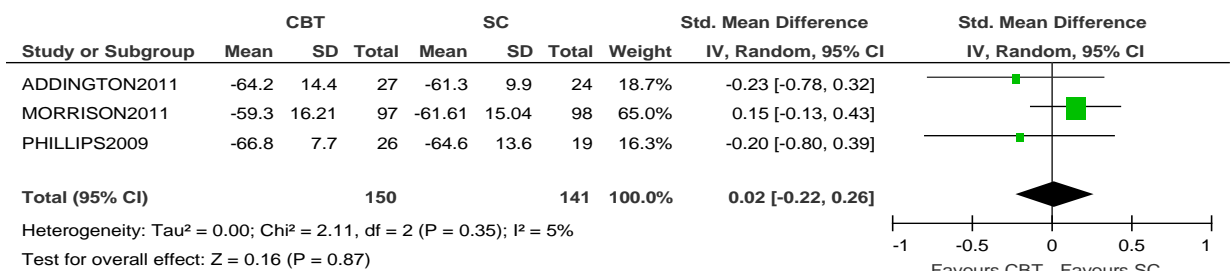 CBT SC Std. Mean Difference Std. Mean Difference
Study or Subgroup Mean SD Total Mean SD Total Weight IV, Random, 95% CI IV, Random, 95% CI
ADDINGTON2011 -64.2 14.4 27 -61.3 9.9 24 18.7% -0.23 [-0.78, 0.32]
MORRISON2011 -59.3 16.21 97 -61.61 15.04 98 65.0% 0.15 [-0.13, 0.43]
PHILLIPS2009 -66.8 7.7 26 -64.6 13.6 19 16.3% -0.20 [-0.80, 0.39]
Total (95% CI) 150 141 100.0% 0.02 [-0.22, 0.26]
Heterogeneity: Tau² = 0.00; Chi² = 2.11, df = 2 (P = 0.35); I² = 5%
Test for overall effect: Z = 0.16 (P = 0.87)
-1 -0.5 0 0.5 1
Favours CBT Favours SC